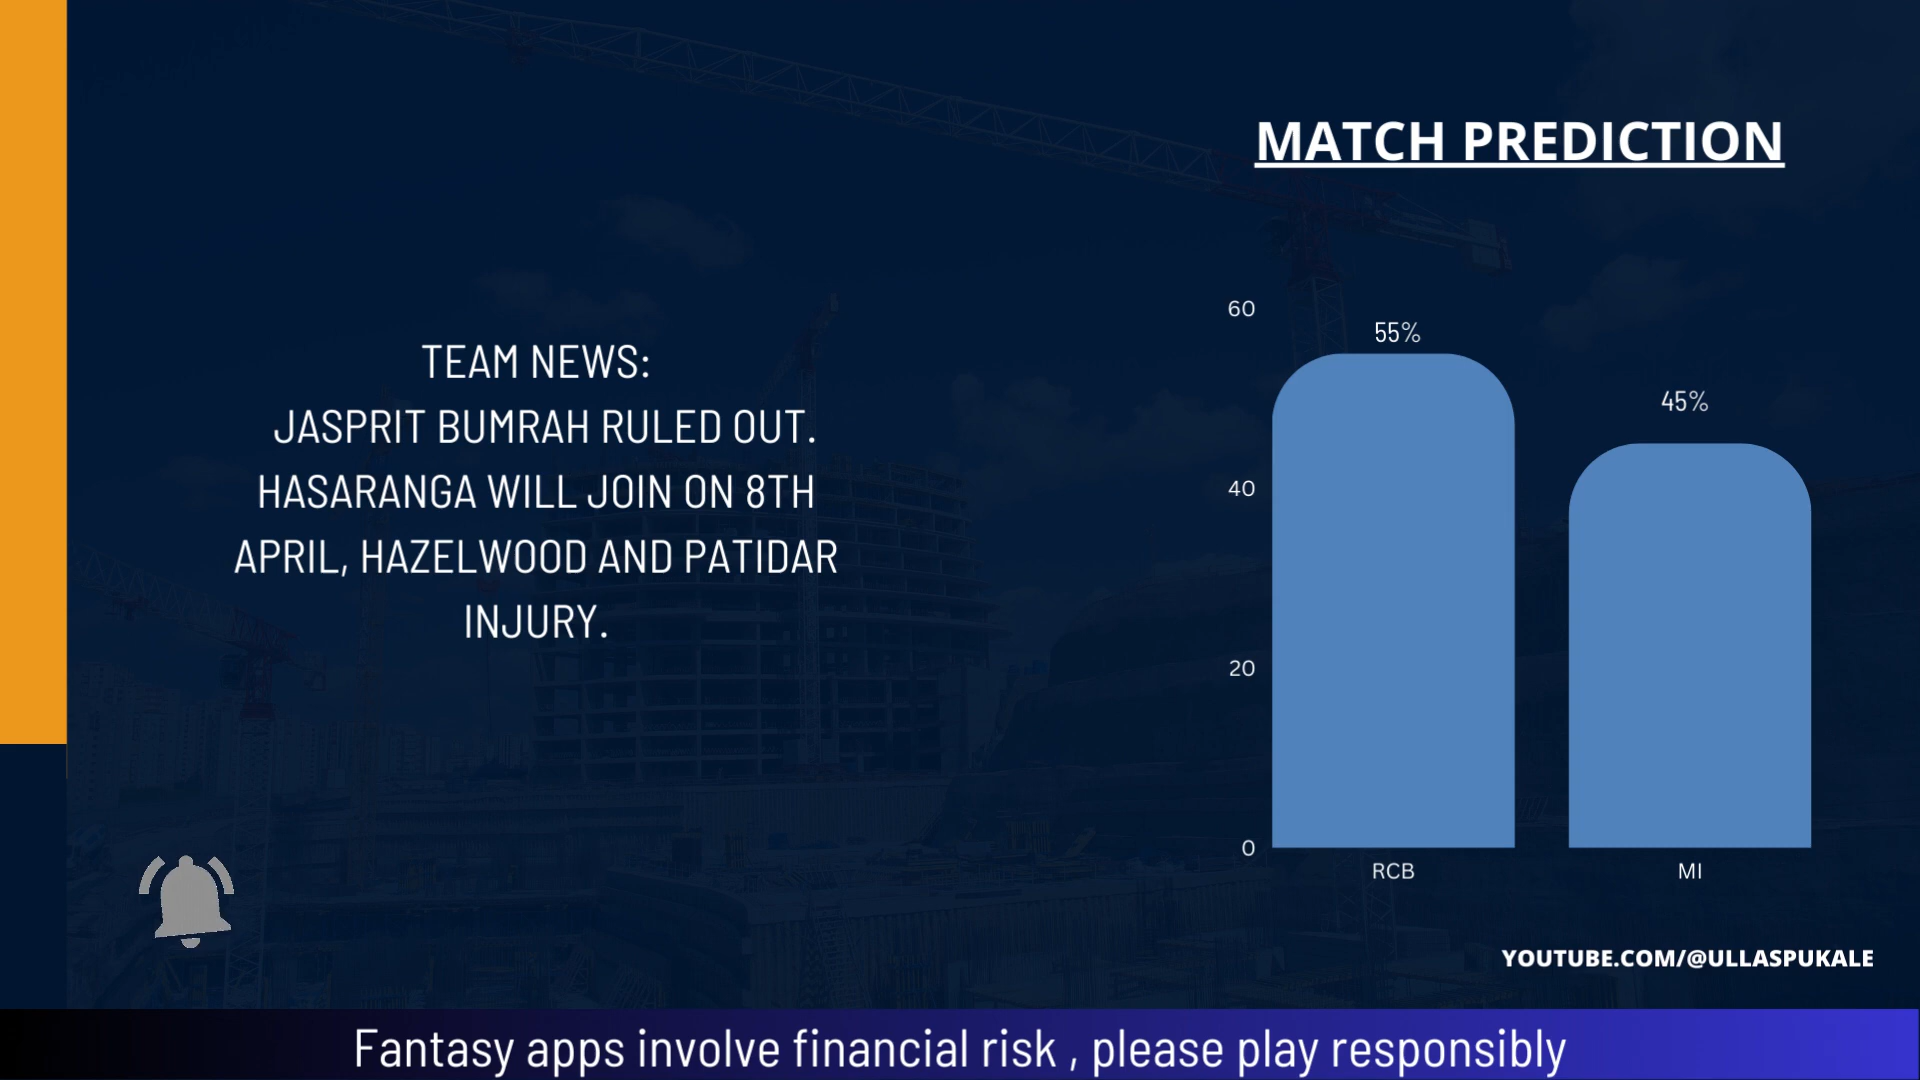 MATCH PREDICTION
TEAM NEWS:
JASPRIT BUMRAH RULED OUT.
HASARANGA WILL JOIN ON 8TH
APRIL, HAZELWOOD AND PATIDAR
INJURY.
60
40
20
0
55%
45%
RCB
MI
YOUTUBE.COM/@ULLASPUKALE
Fantasy apps involve financial risk , please play responsibly